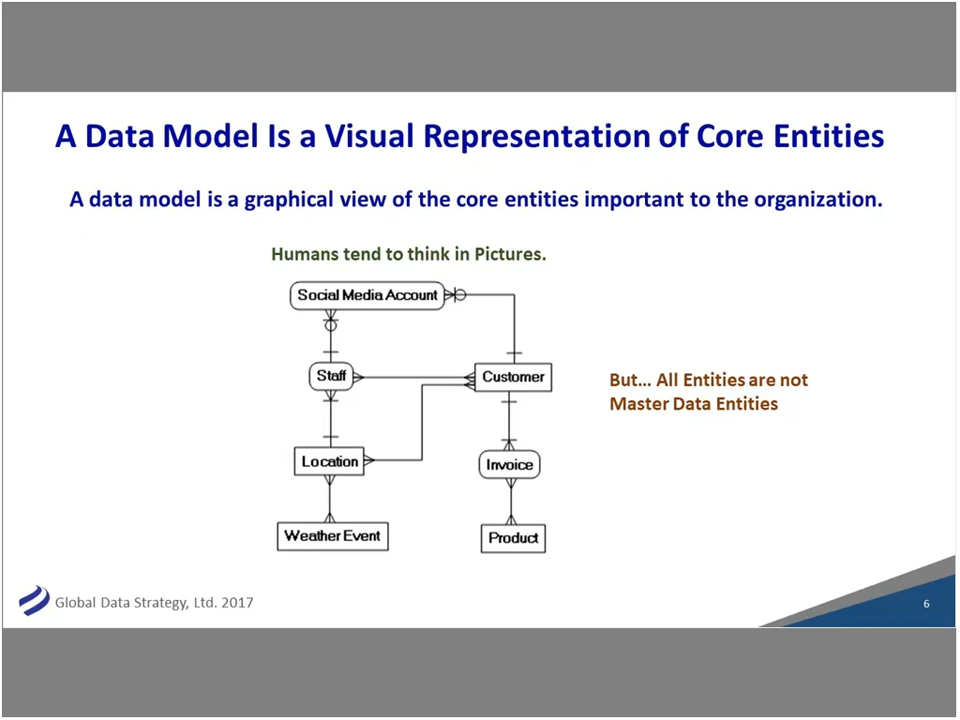 A Data Model Is a Visual Representation of Core Entities
A data model is a graphical view of the core entities important to the organization.
Humans tend to think in Pictures.
Social Media Account
Staff
Customer
But... All Entities are not
Master Data Entities
Location
Invoice
Weather Event
Product
Global Data Strategy, Ltd. 2017
6